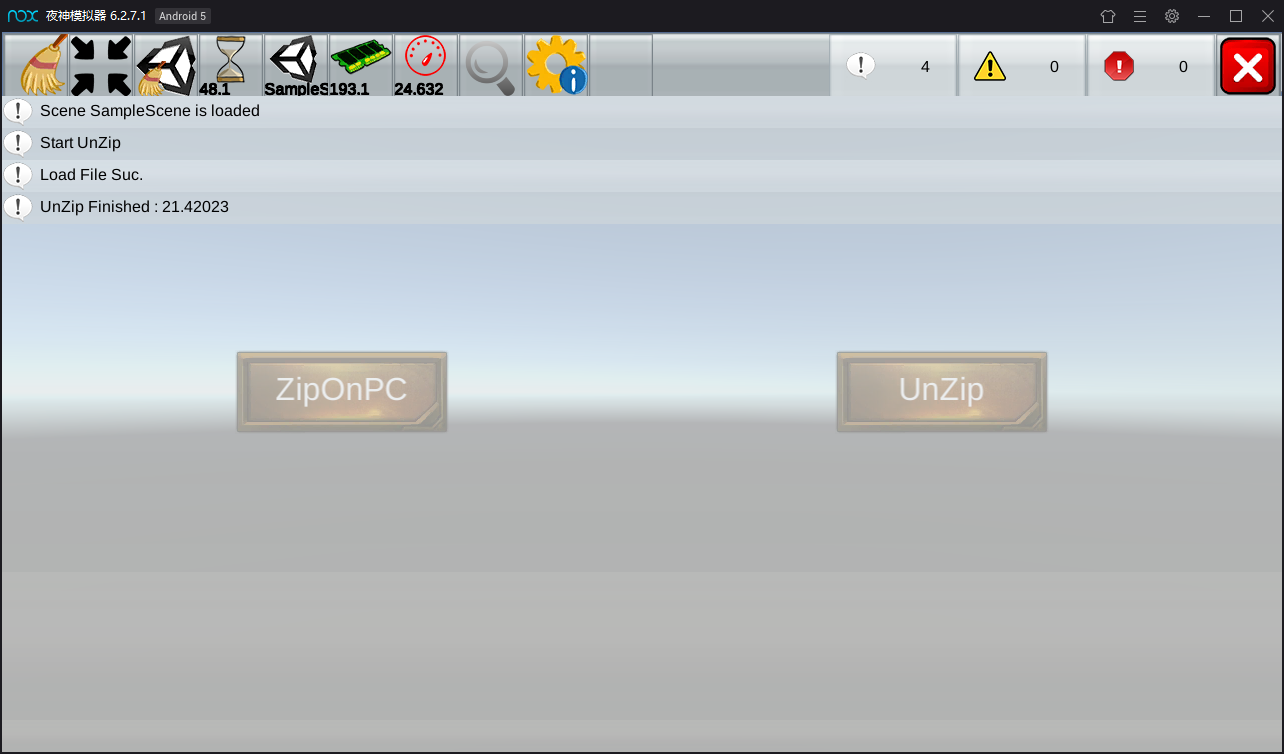 nox 夜神模拟器 6.2.7.1 Android 5
48.1 SampleS 193.1 24.632 4 0 0
Scene SampleScene is loaded
Start UnZip
Load File Suc.
UnZip Finished : 21.42023
ZipOnPC UnZip